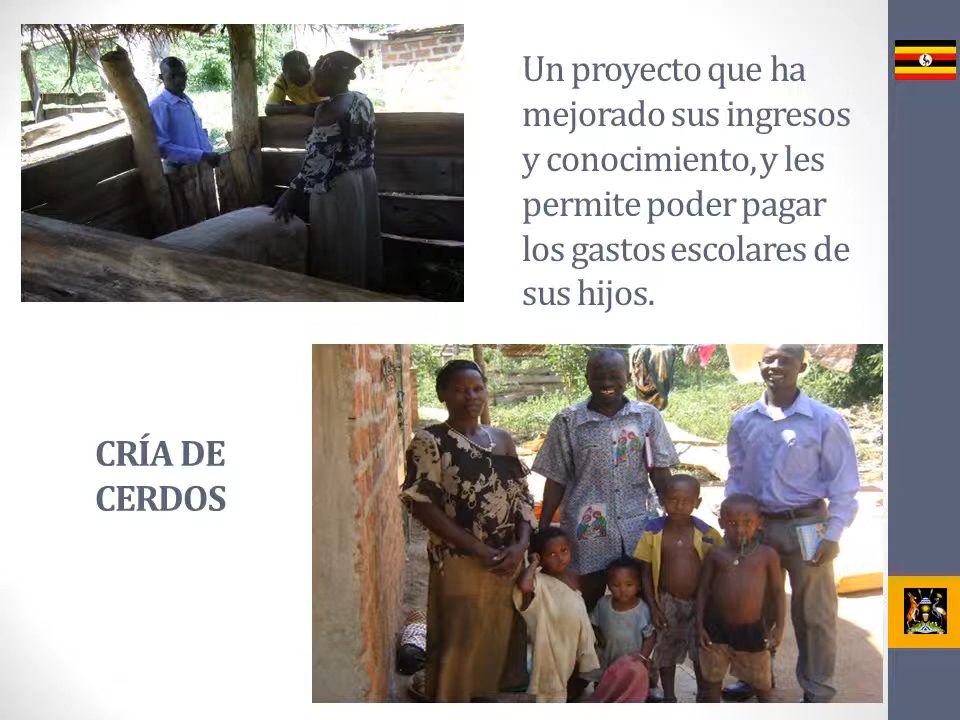 Un proyecto que ha
mejorado sus ingresos
y conocimiento, y les
permite poder pagar
los gastos escolares de
sus hijos.
CRÍA DE
CERDOS